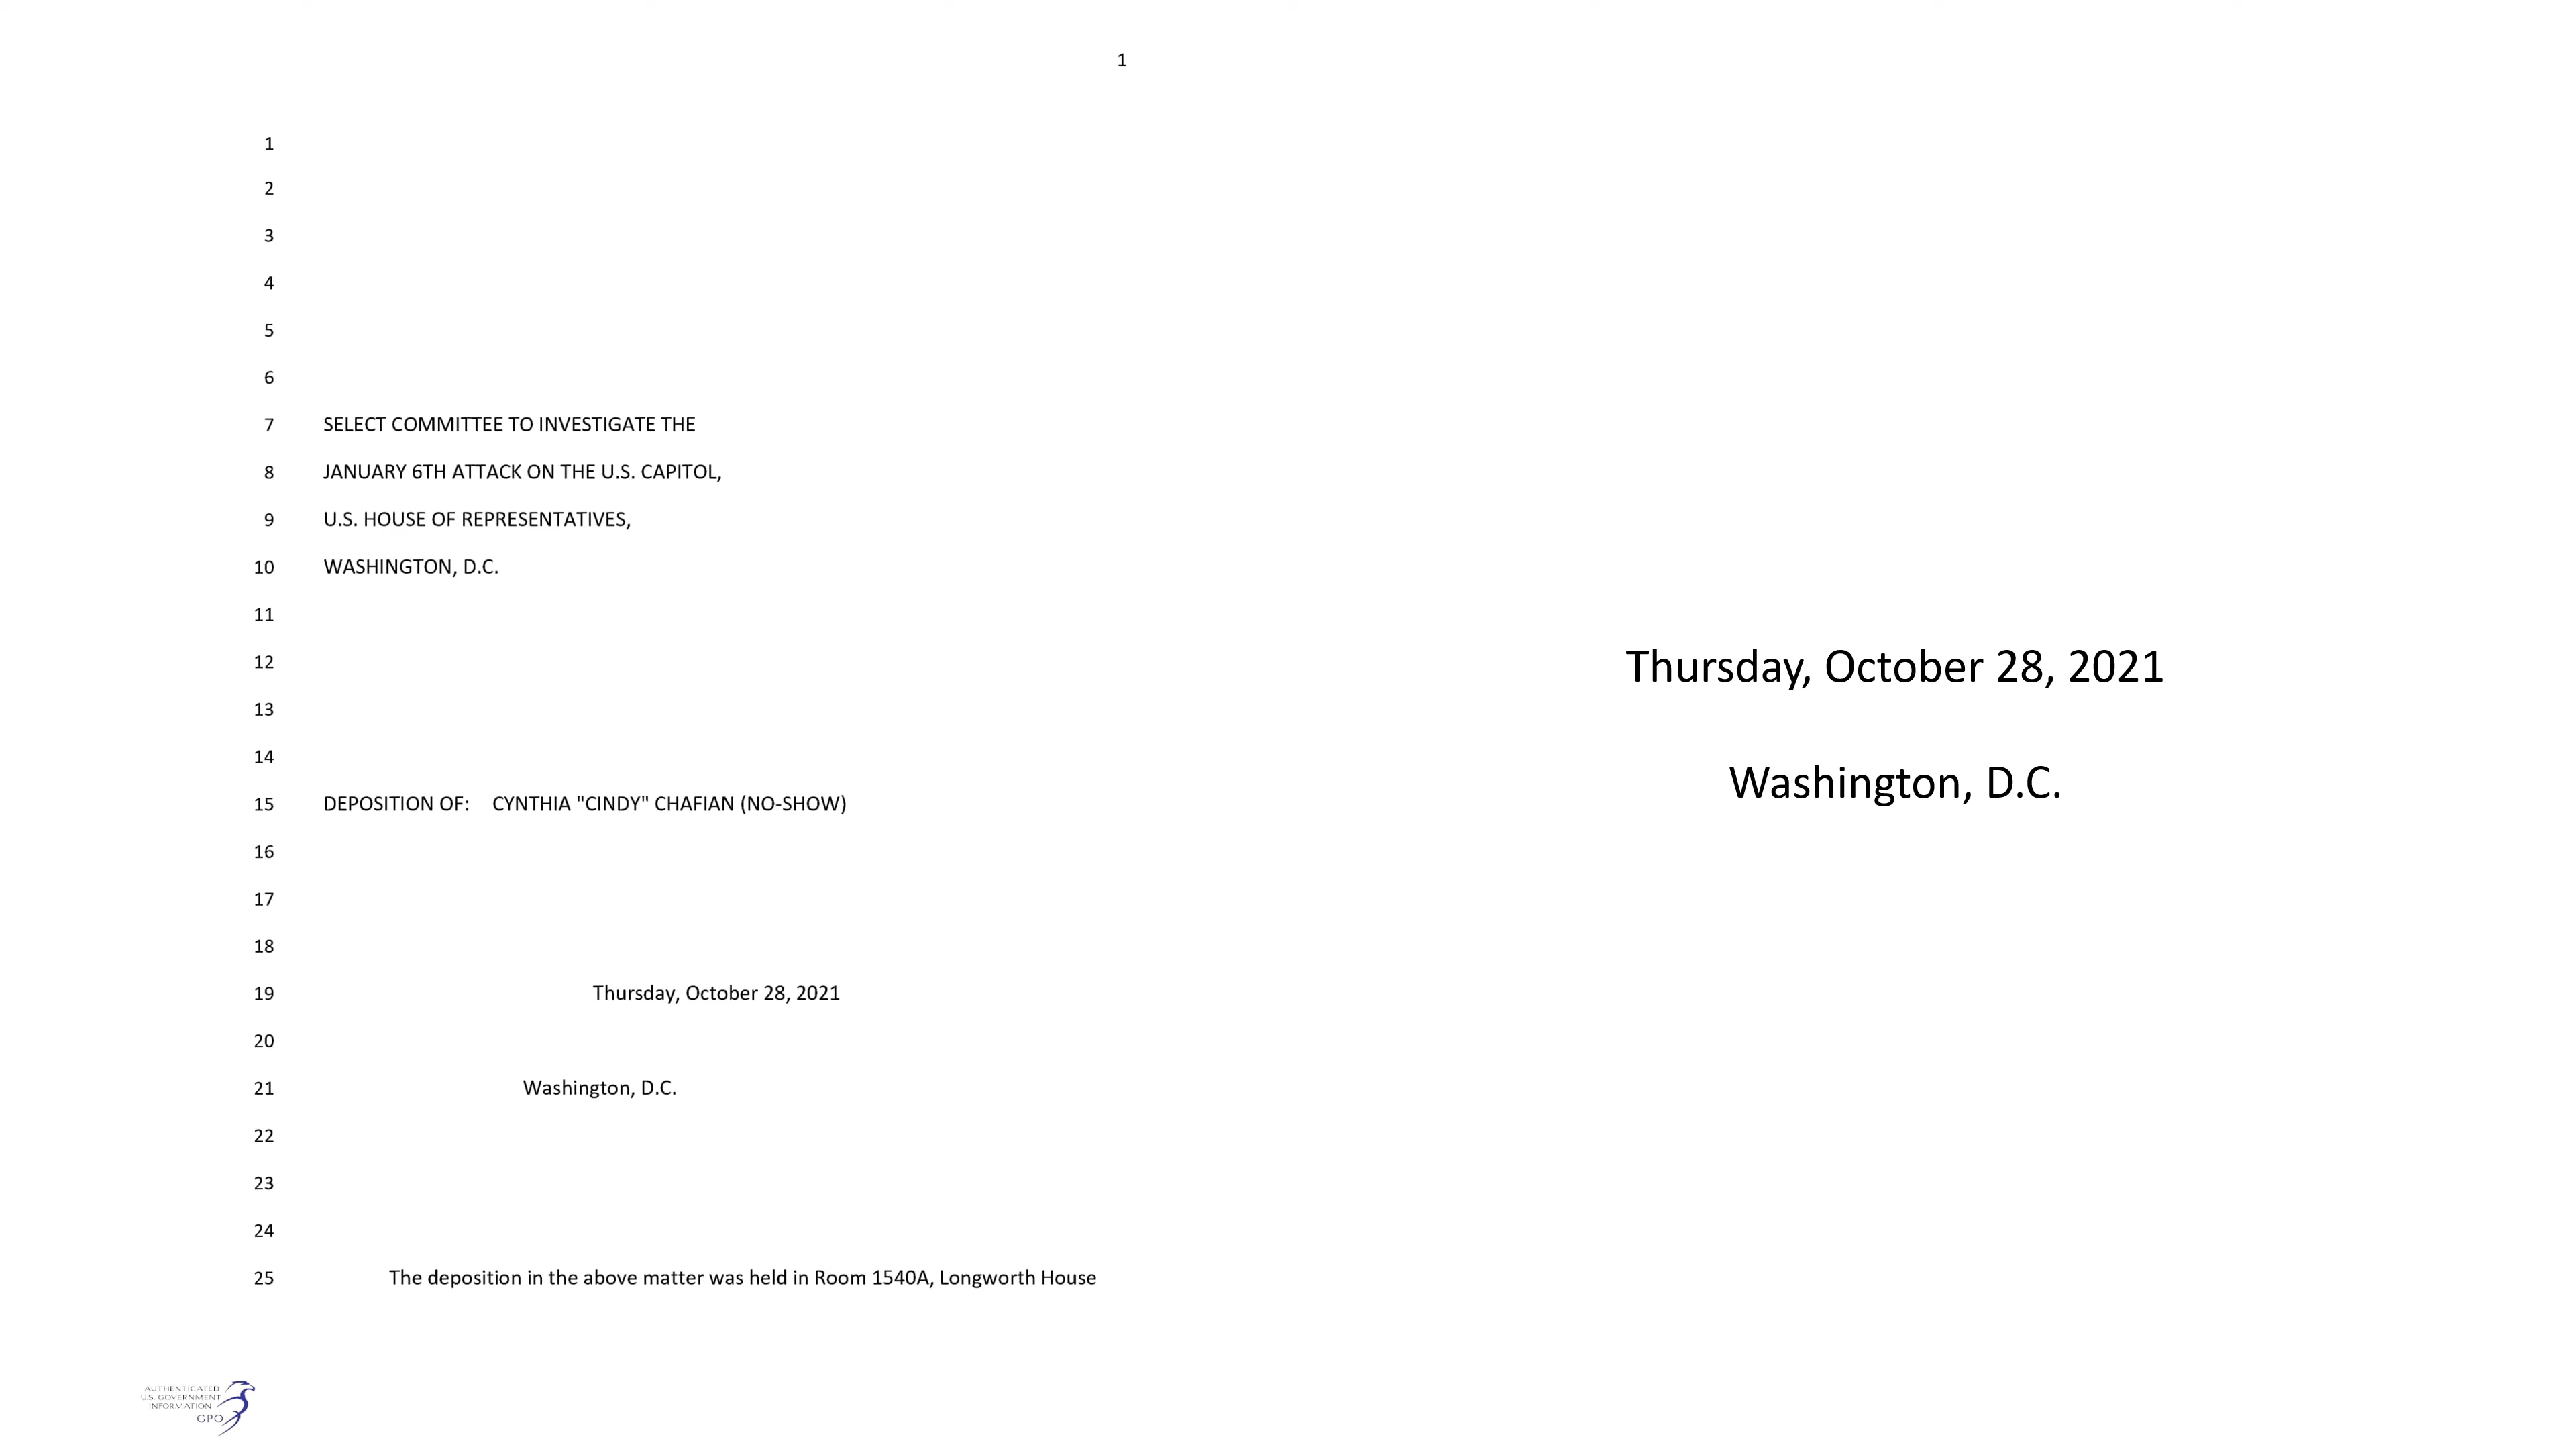 1
1
2
3
4
5
6
7 SELECT COMMITTEE TO INVESTIGATE THE
8 JANUARY 6TH ATTACK ON THE U.S. CAPITOL,
9 U.S. HOUSE OF REPRESENTATIVES,
10 WASHINGTON, D.C.
11
12
13
14
15 DEPOSITION OF: CYNTHIA "CINDY" CHAFIAN (NO-SHOW)
16
17
18
19 Thursday, October 28, 2021
20
21 Washington, D.C.
22
23
24
25 The deposition in the above matter was held in Room 1540A, Longworth House
AUTHENTICATED
U.S. GOVERNMENT
INFORMATION
GPO
Thursday, October 28, 2021
Washington, D.C.